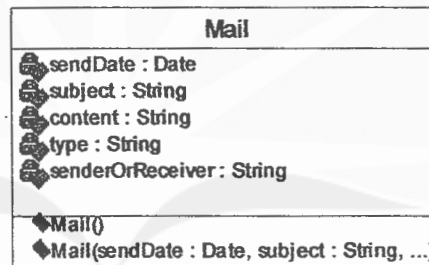 Mail
sendDate : Date
subject : String
content : String
type : String
senderOrReceiver : String
Mail()
Mail(sendDate : Date, subject : String, ...)